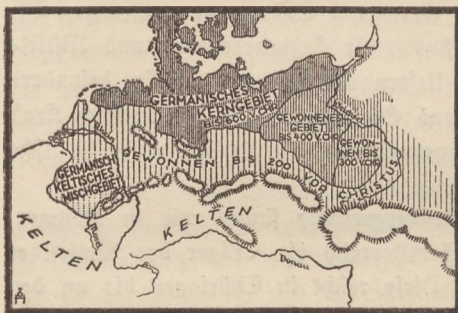 GERMANISCHES
KERNGEBIET
BIS 600 V. CHR.
GEWONNENES
GEBIET
BIS 400 V. CHR.
GEWON-
NEN BIS
300 V. CHR.
GERMANISCH
KELTISCHES
MISCHGEBIET
GEWONNEN BIS 200 VOR CHRISTUS
KELTEN
KELTEN
Donau